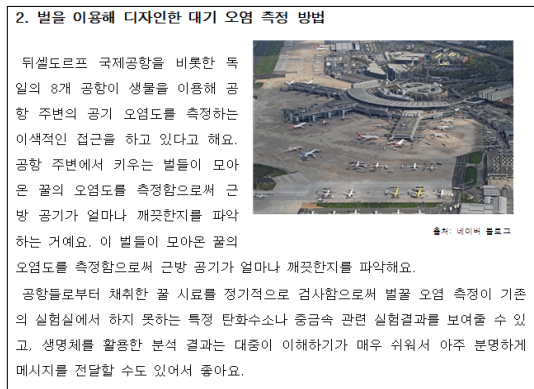 2. 벌을 이용해 디자인한 대기 오염 측정 방법
뒤셀도르프 국제공항을 비롯한 독
일의 8개 공항이 생물을 이용해 공
항 주변의 공기 오염도를 측정하는
이색적인 접근을 하고 있다고 해요.
공항 주변에서 키우는 벌들이 모아
온 꿀의 오염도를 측정함으로써 근
방 공기가 얼마나 깨끗한지를 파악
하는 거예요. 이 벌들이 모아온 꿀의
출처: 네이버 블로그
오염도를 측정함으로써 근방 공기가 얼마나 깨끗한지를 파악해요.
공항들로부터 채취한 꿀 시료를 정기적으로 검사함으로써 벌꿀 오염 측정이 기존
의 실험실에서 하지 못하는 특정 탄화수소나 중금속 관련 실험결과를 보여줄 수 있
고, 생명체를 활용한 분석 결과는 대중이 이해하기가 매우 쉬워서 아주 분명하게
메시지를 전달할 수도 있어서 좋아요.